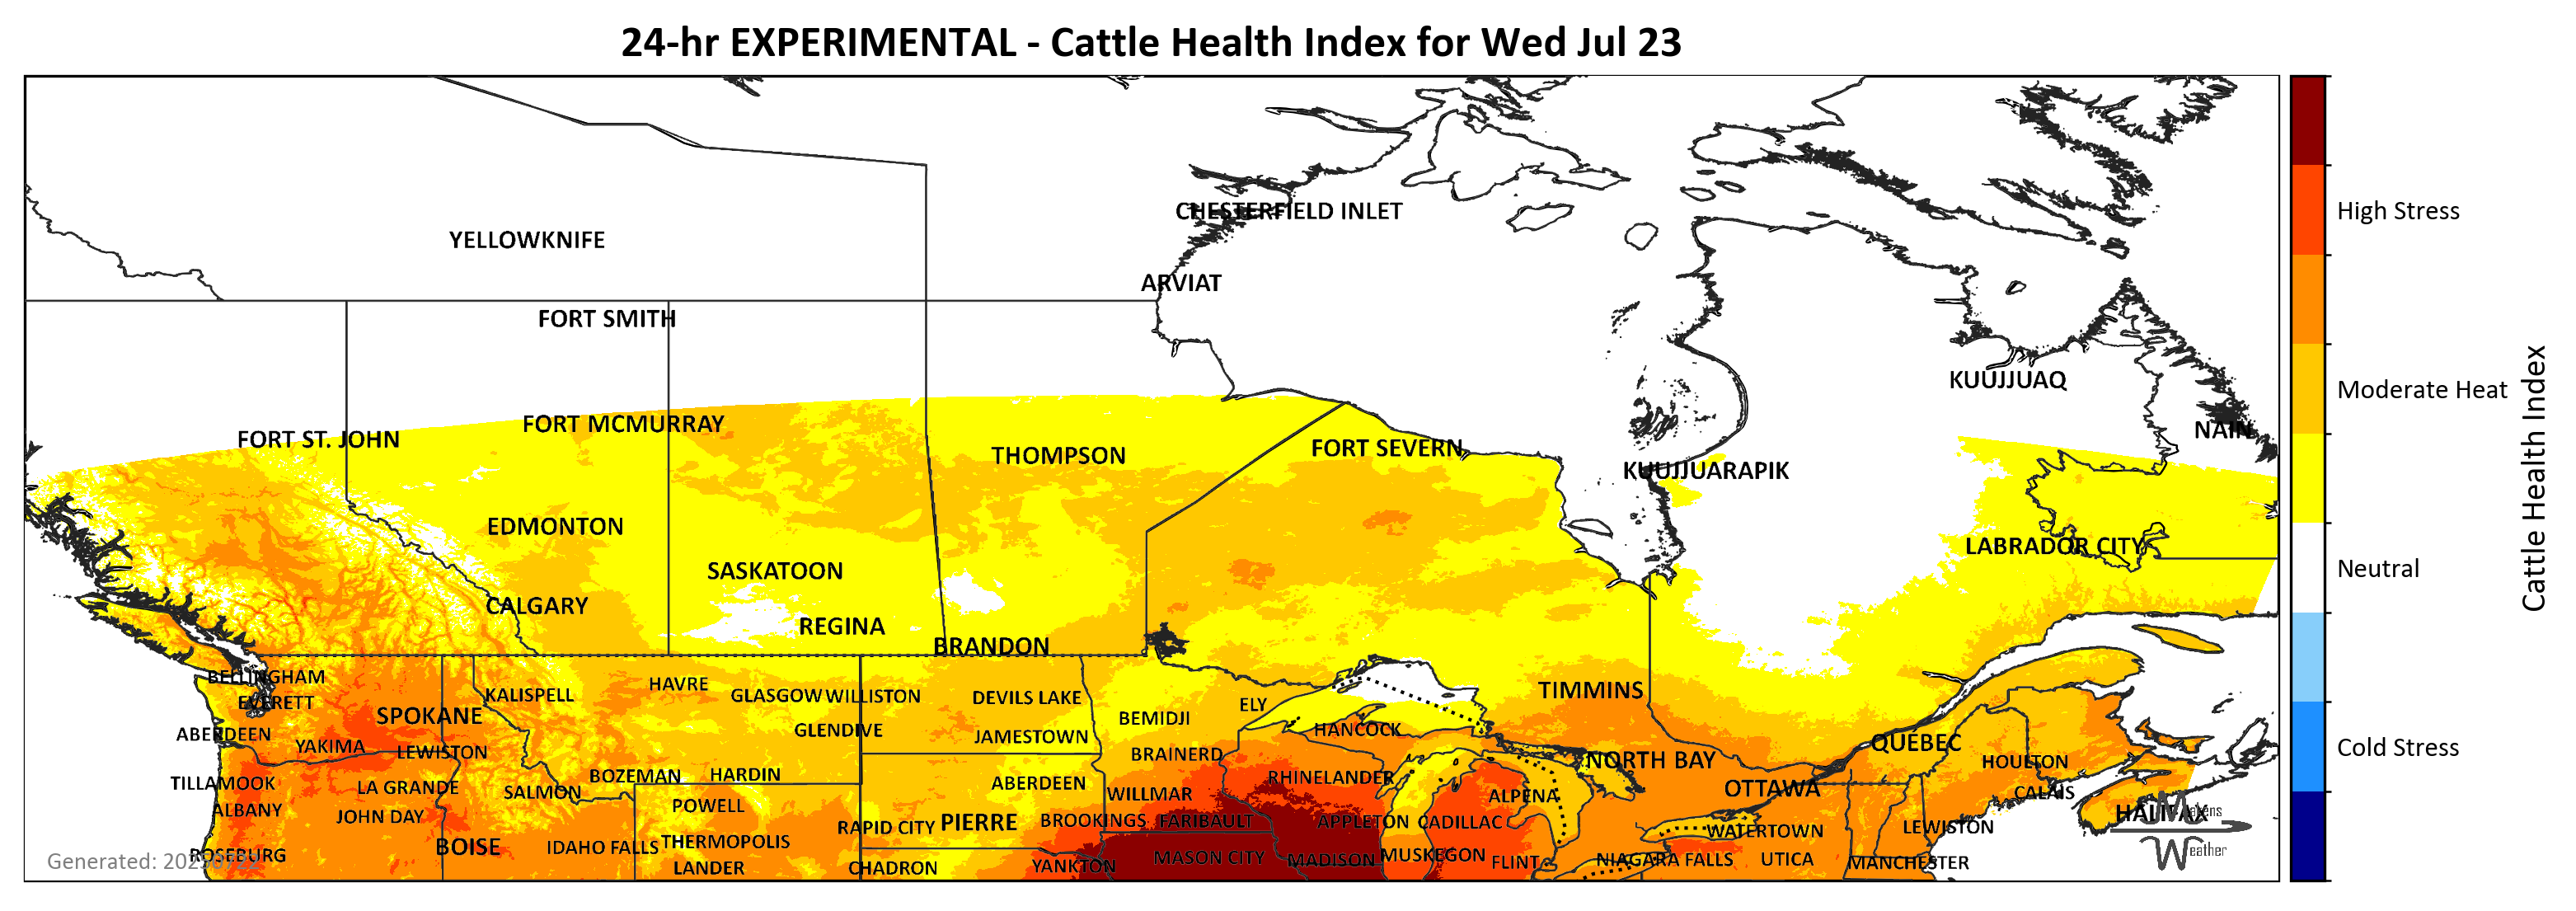 24-hr EXPERIMENTAL - Cattle Health Index for Wed Jul 23
CHESTERFIELD INLET
High Stress
YELLOWKNIFE
ARVIAT
FORT SMITH
KUUJJUAQ
Moderate Heat
Cattle Health Index
FORT MCMURRAY
NAIN
FORT ST. JOHN
FORT SEVERN
THOMPSON
KUUJJUARAPIK
EDMONTON
LABRADOR CITY
SASKATOON
Neutral
CALGARY
REGINA
BRANDON
BELLINGHAM
HAVRE
TIMMINS
KALISPELL
GLASGOW
WILLISTON
DEVILS LAKE
EVERETT
ELY
SPOKANE
BEMIDJI
GLENDIVE
HANCOCK
ABERDEEN
JAMESTOWN
QUEBEC
YAKIMA
LEWISTON
BRAINERD
Cold Stress
NORTH BAY
HOULTON
BOZEMAN
HARDIN
RHINELANDER
TILLAMOOK
LA GRANDE
ABERDEEN
OTTAWA
SALMON
WILLMAR
CALAIS
ALPENA
POWELL
ALBANY
JOHN DAY
HALIFAX
Makens
RAPID CITY
PIERRE
BROOKINGS
FARIBAULT
APPLETON
CADILLAC
WATERTOWN
LEWISTON
THERMOPOLIS
BOISE
IDAHO FALLS
Weather
ROSEBURG
MASON CITY
MADISON
MUSKEGON
NIAGARA FALLS
UTICA
FLINT
MANCHESTER
YANKTON
LANDER
CHADRON
Generated: